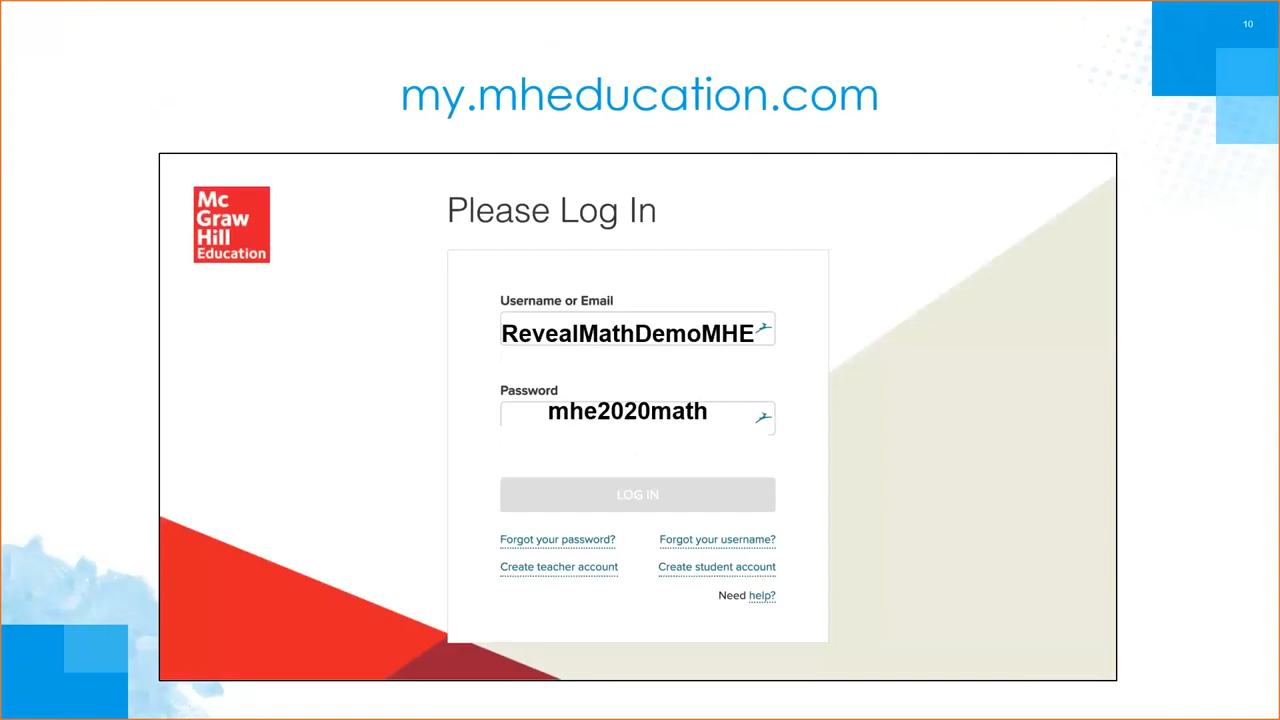 10
my.mheducation.com
Mc
Graw
Hill
Education
Please Log In
Username or Email
RevealMathDemoMHE
Password
mhe2020math
LOG IN
Forgot your password? Forgot your username?
Create teacher account Create student account
Need help?